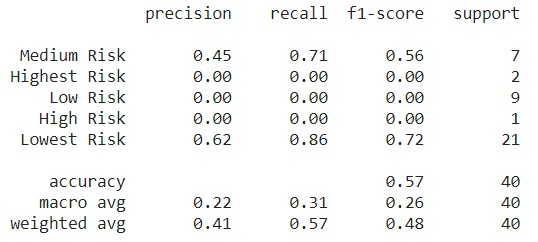 precision recall f1-score support
Medium Risk 0.45 0.71 0.56 7
Highest Risk 0.00 0.00 0.00 2
Low Risk 0.00 0.00 0.00 9
High Risk 0.00 0.00 0.00 1
Lowest Risk 0.62 0.86 0.72 21
accuracy 0.57 40
macro avg 0.22 0.31 0.26 40
weighted avg 0.41 0.57 0.48 40